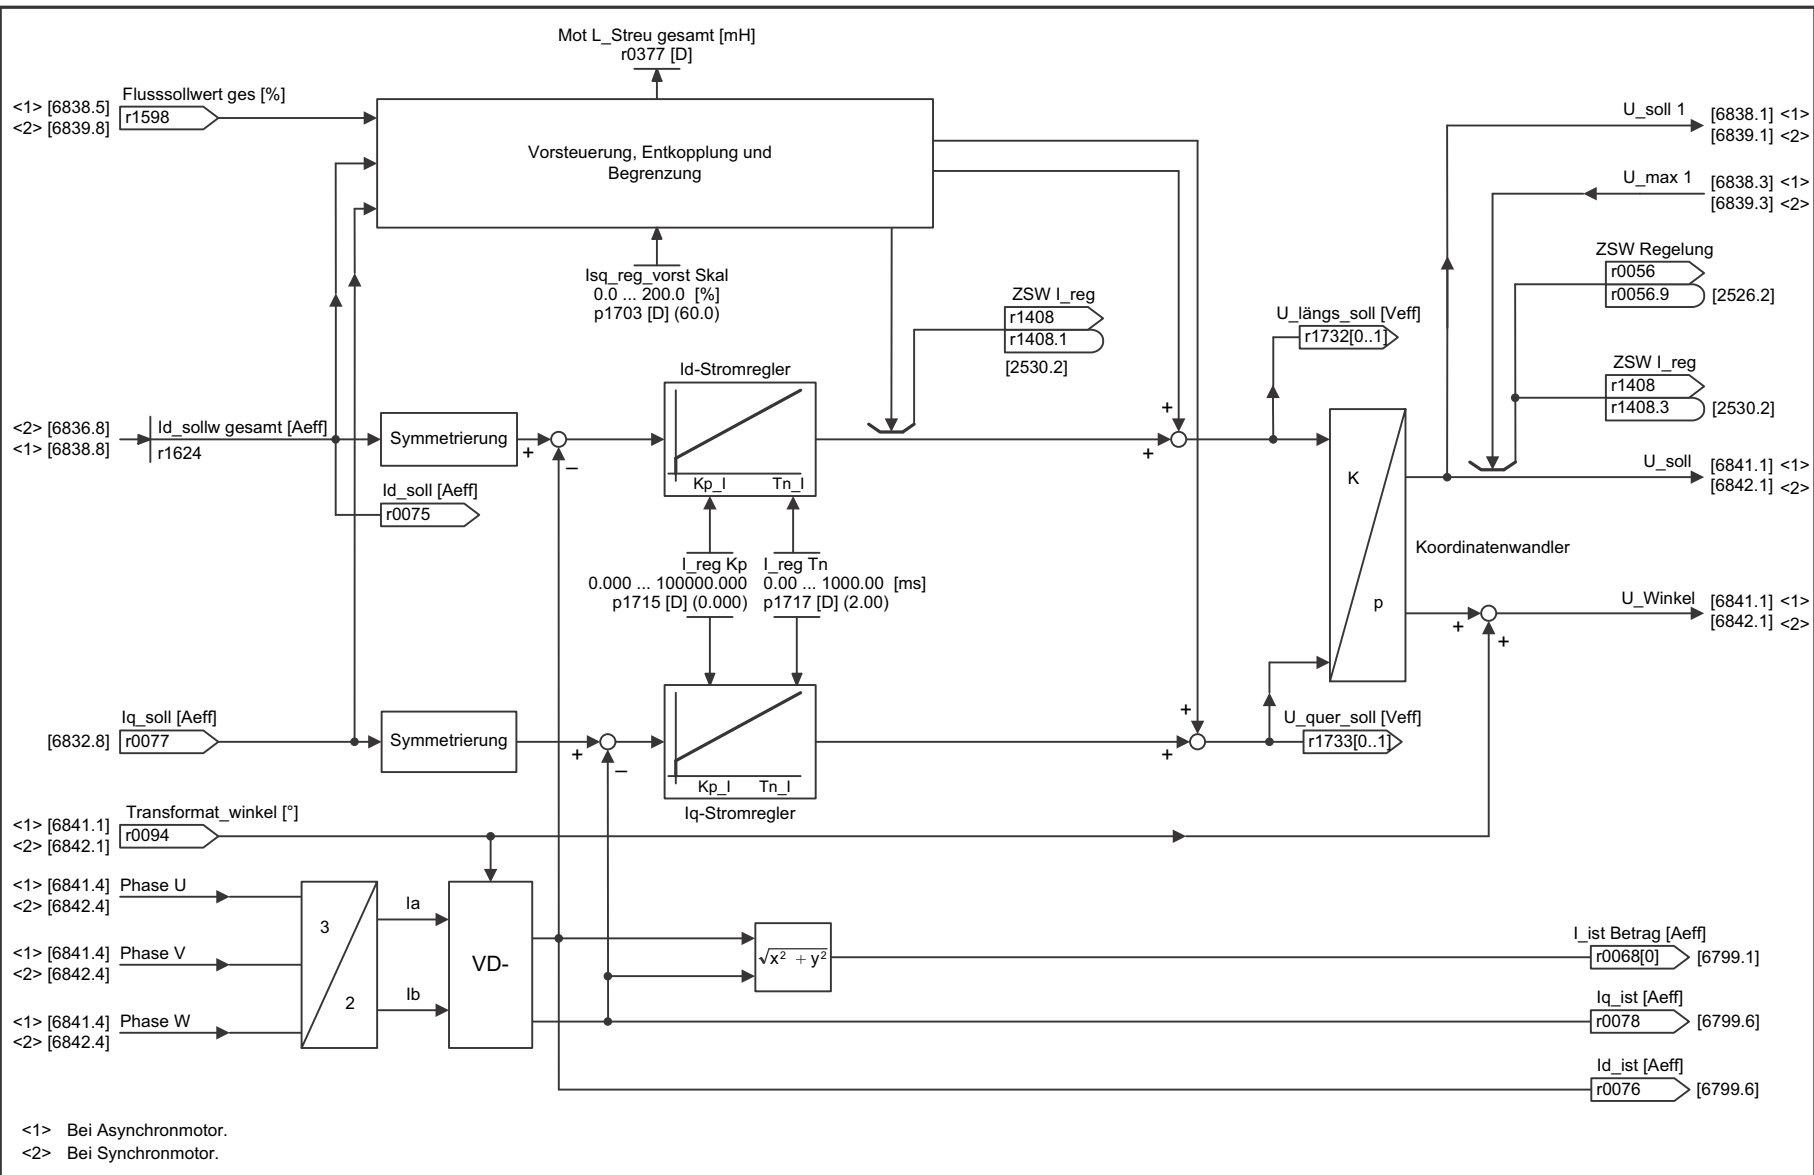 Mot L_Streu gesamt [mH]
r0377 [D]
Flusssollwert ges [%]
<1> [6838.5]
<2> [6839.8]
r1598
Vorsteuerung, Entkopplung und
Begrenzung
U_soll 1
[6838.1] <1>
[6839.1] <2>
U_max 1
[6838.3] <1>
[6839.3] <2>
Isq_reg_vorst Skal
0.0 ... 200.0 [%]
p1703 [D] (60.0)
ZSW I_reg
r1408
r1408.1
[2530.2]
ZSW Regelung
r0056
r0056.9
[2526.2]
U_längs_soll [Veff]
r1732[0..1]
ZSW I_reg
r1408
r1408.3
[2530.2]
Id-Stromregler
Kp_I
Tn_I
<2> [6836.8]
<1> [6838.8]
Id_sollw gesamt [Aeff]
r1624
Symmetrierung
+
–
+
+
Id_soll [Aeff]
r0075
K
p
U_soll
[6841.1] <1>
[6842.1] <2>
Koordinatenwandler
I_reg Kp
0.000 ... 100000.000
p1715 [D] (0.000)
I_reg Tn
0.00 ... 1000.00 [ms]
p1717 [D] (2.00)
U_Winkel
[6841.1] <1>
[6842.1] <2>
+
+
Iq_soll [Aeff]
[6832.8]
r0077
Symmetrierung
+
–
Kp_I
Tn_I
Iq-Stromregler
+
+
U_quer_soll [Veff]
r1733[0..1]
Transformat_winkel [°]
<1> [6841.1]
<2> [6842.1]
r0094
<1> [6841.4]
<2> [6842.4]
Phase U
<1> [6841.4]
<2> [6842.4]
Phase V
<1> [6841.4]
<2> [6842.4]
Phase W
3
2
Ia
Ib
VD-
√x² + y²
I_ist Betrag [Aeff]
r0068[0]
[6799.1]
Iq_ist [Aeff]
r0078
[6799.6]
Id_ist [Aeff]
r0076
[6799.6]
<1> Bei Asynchronmotor.
<2> Bei Synchronmotor.